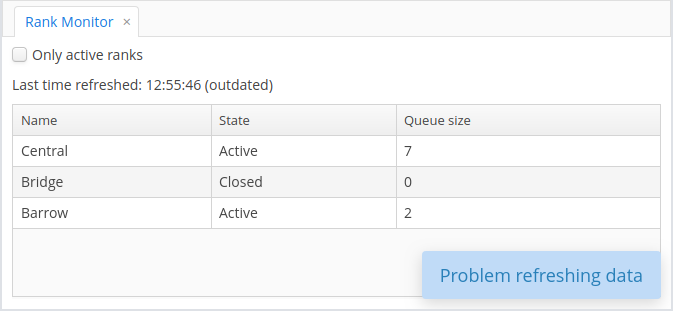 Rank Monitor ×
Only active ranks
Last time refreshed: 12:55:46 (outdated)
Name State Queue size
Central Active 7
Bridge Closed 0
Barrow Active 2
Problem refreshing data